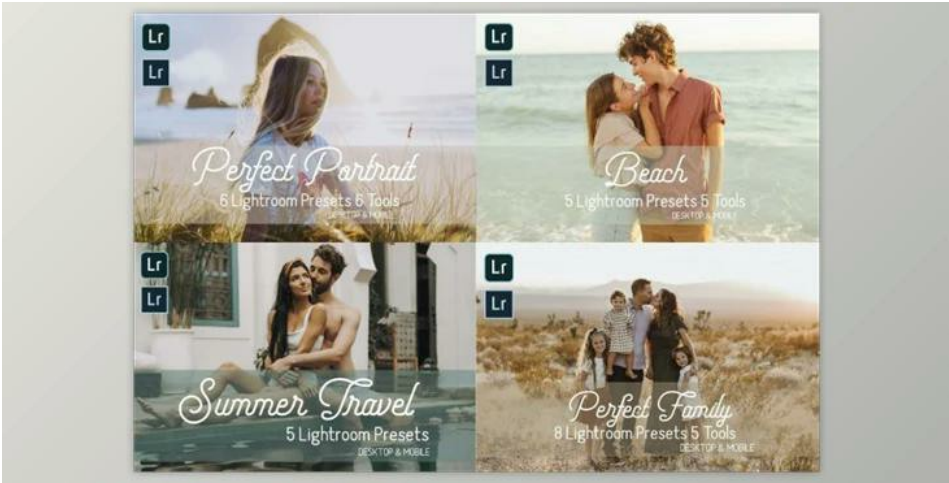 Lr
Lr
Perfect Portrait
6 Lightroom Presets 6 Tools
DESKTOP & MOBILE
Lr
Lr
Beach
5 Lightroom Presets 5 Tools
DESKTOP & MOBILE
Lr
Lr
Summer Travel
5 Lightroom Presets
DESKTOP & MOBILE
Lr
Lr
Perfect Family
8 Lightroom Presets 5 Tools
DESKTOP & MOBILE